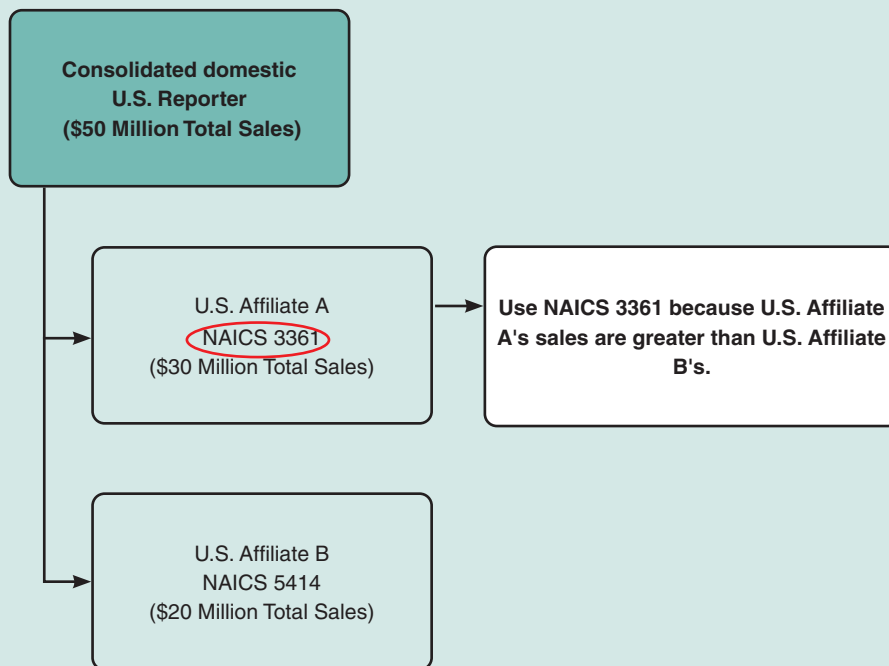 Consolidated domestic
U.S. Reporter
($50 Million Total Sales)
U.S. Affiliate A
NAICS 3361
($30 Million Total Sales)
Use NAICS 3361 because U.S. Affiliate
A's sales are greater than U.S. Affiliate
B's.
U.S. Affiliate B
NAICS 5414
($20 Million Total Sales)